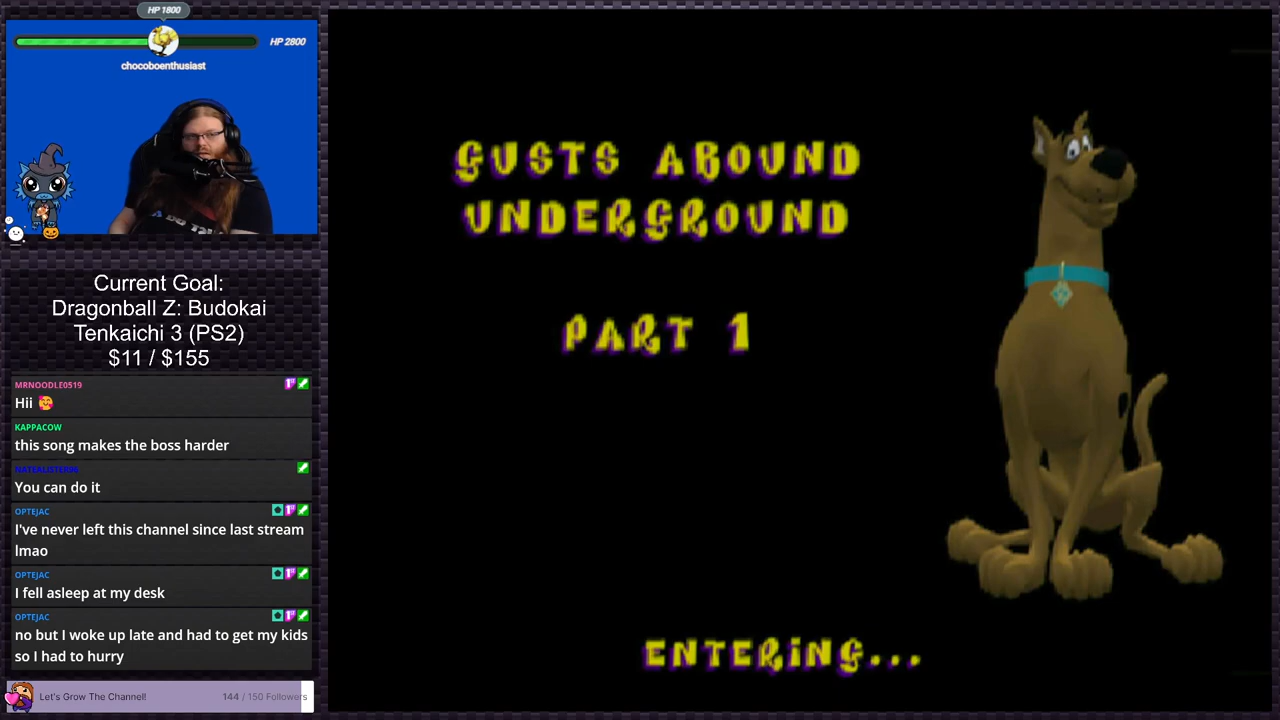 HP 1800
HP 2800
chocoboenthusiast
Current Goal:
Dragonball Z: Budokai
Tenkaichi 3 (PS2)
$11 / $155
MRNOODLE0519
Hii 🥰
KAPPACOW
this song makes the boss harder
You can do it
OPTEJAC
I've never left this channel since last stream
lmao
OPTEJAC
I fell asleep at my desk
OPTEJAC
no but I woke up late and had to get my kids
so I had to hurry
Let's Grow The Channel!
144 / 150 Followers
GUSTS ABOUND
UNDERGROUND
PART 1
ENTERING...